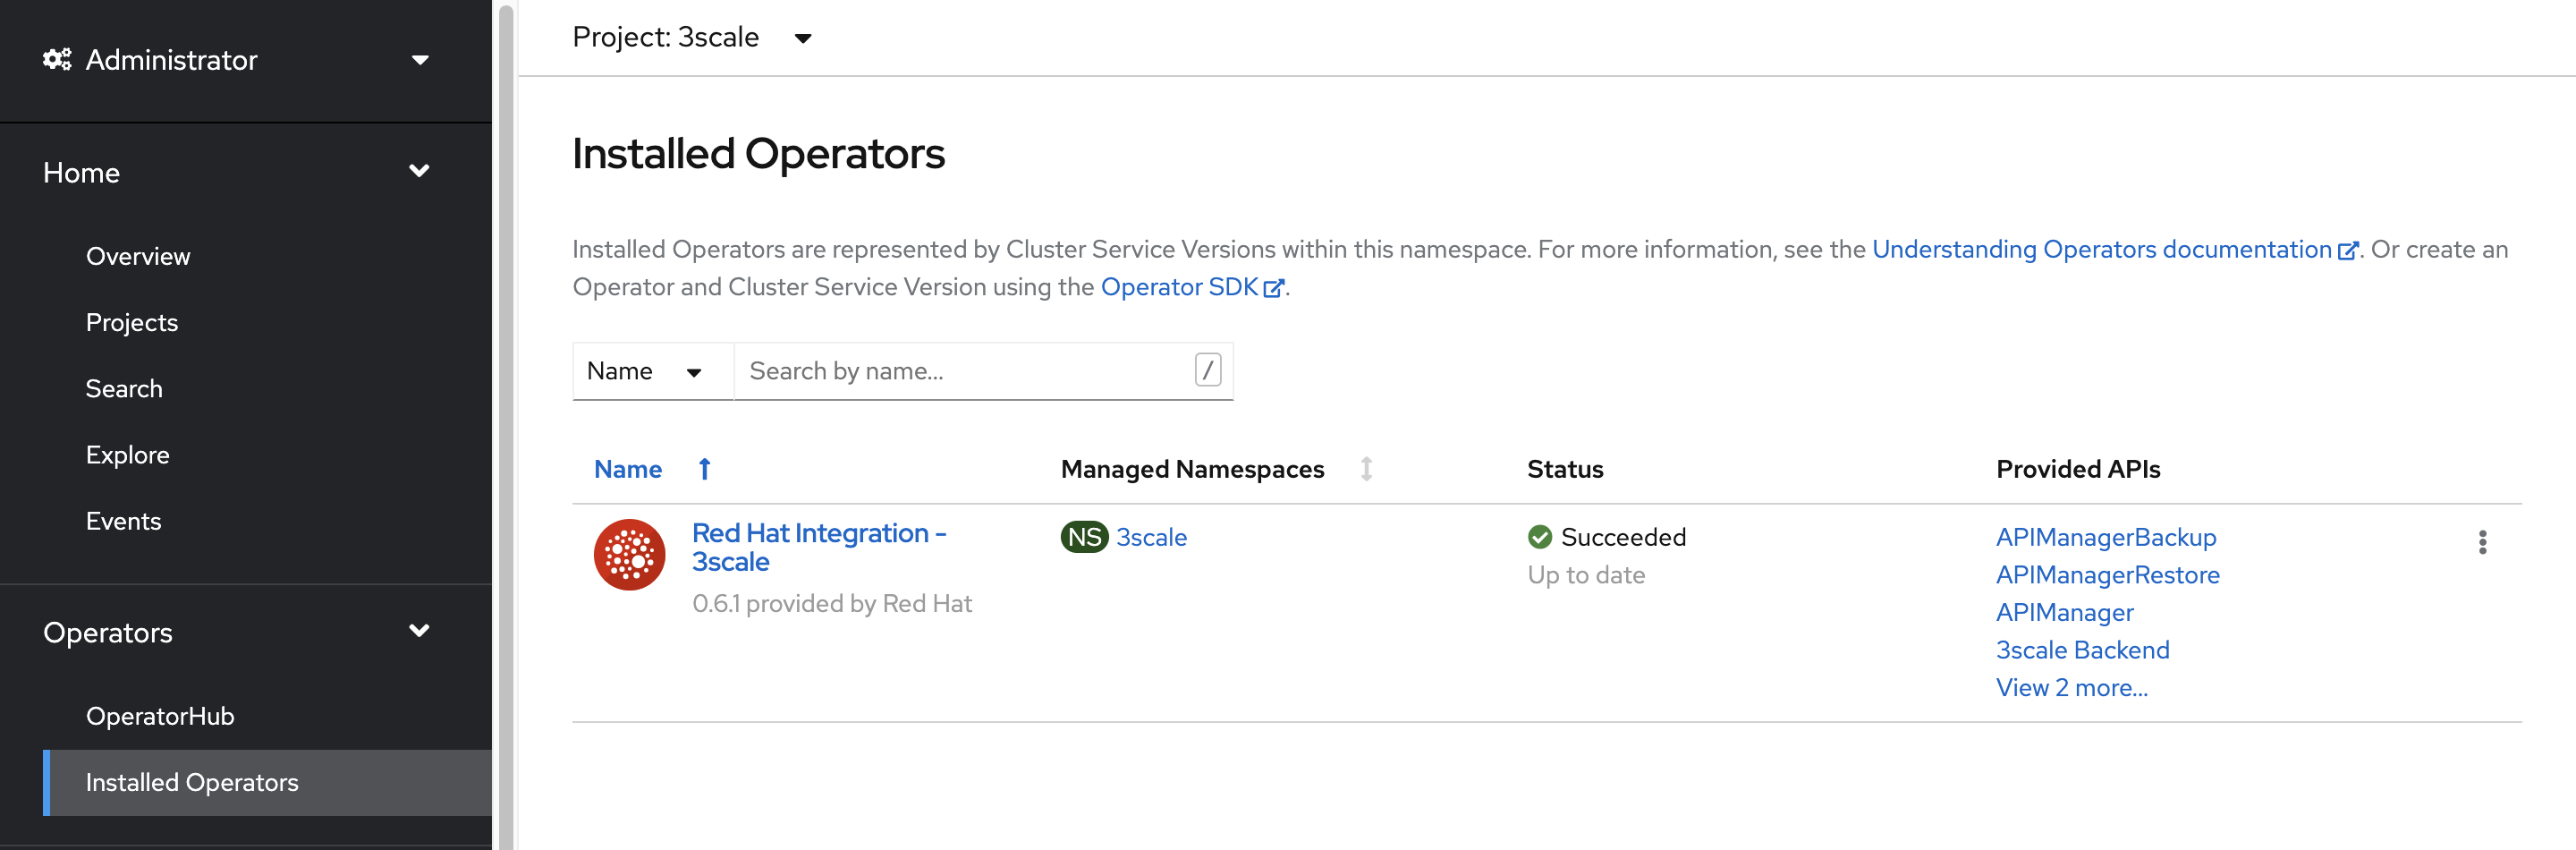 Administrator
Home
Overview
Projects
Search
Explore
Events
Operators
OperatorHub
Installed Operators
Project: 3scale
Installed Operators
Installed Operators are represented by Cluster Service Versions within this namespace. For more information, see the Understanding Operators documentation. Or create an
Operator and Cluster Service Version using the Operator SDK.
Name Search by name... /
Name Managed Namespaces Status Provided APIs
Red Hat Integration -
3scale
0.6.1 provided by Red Hat
NS 3scale
Succeeded
Up to date
APIManagerBackup
APIManagerRestore
APIManager
3scale Backend
View 2 more...